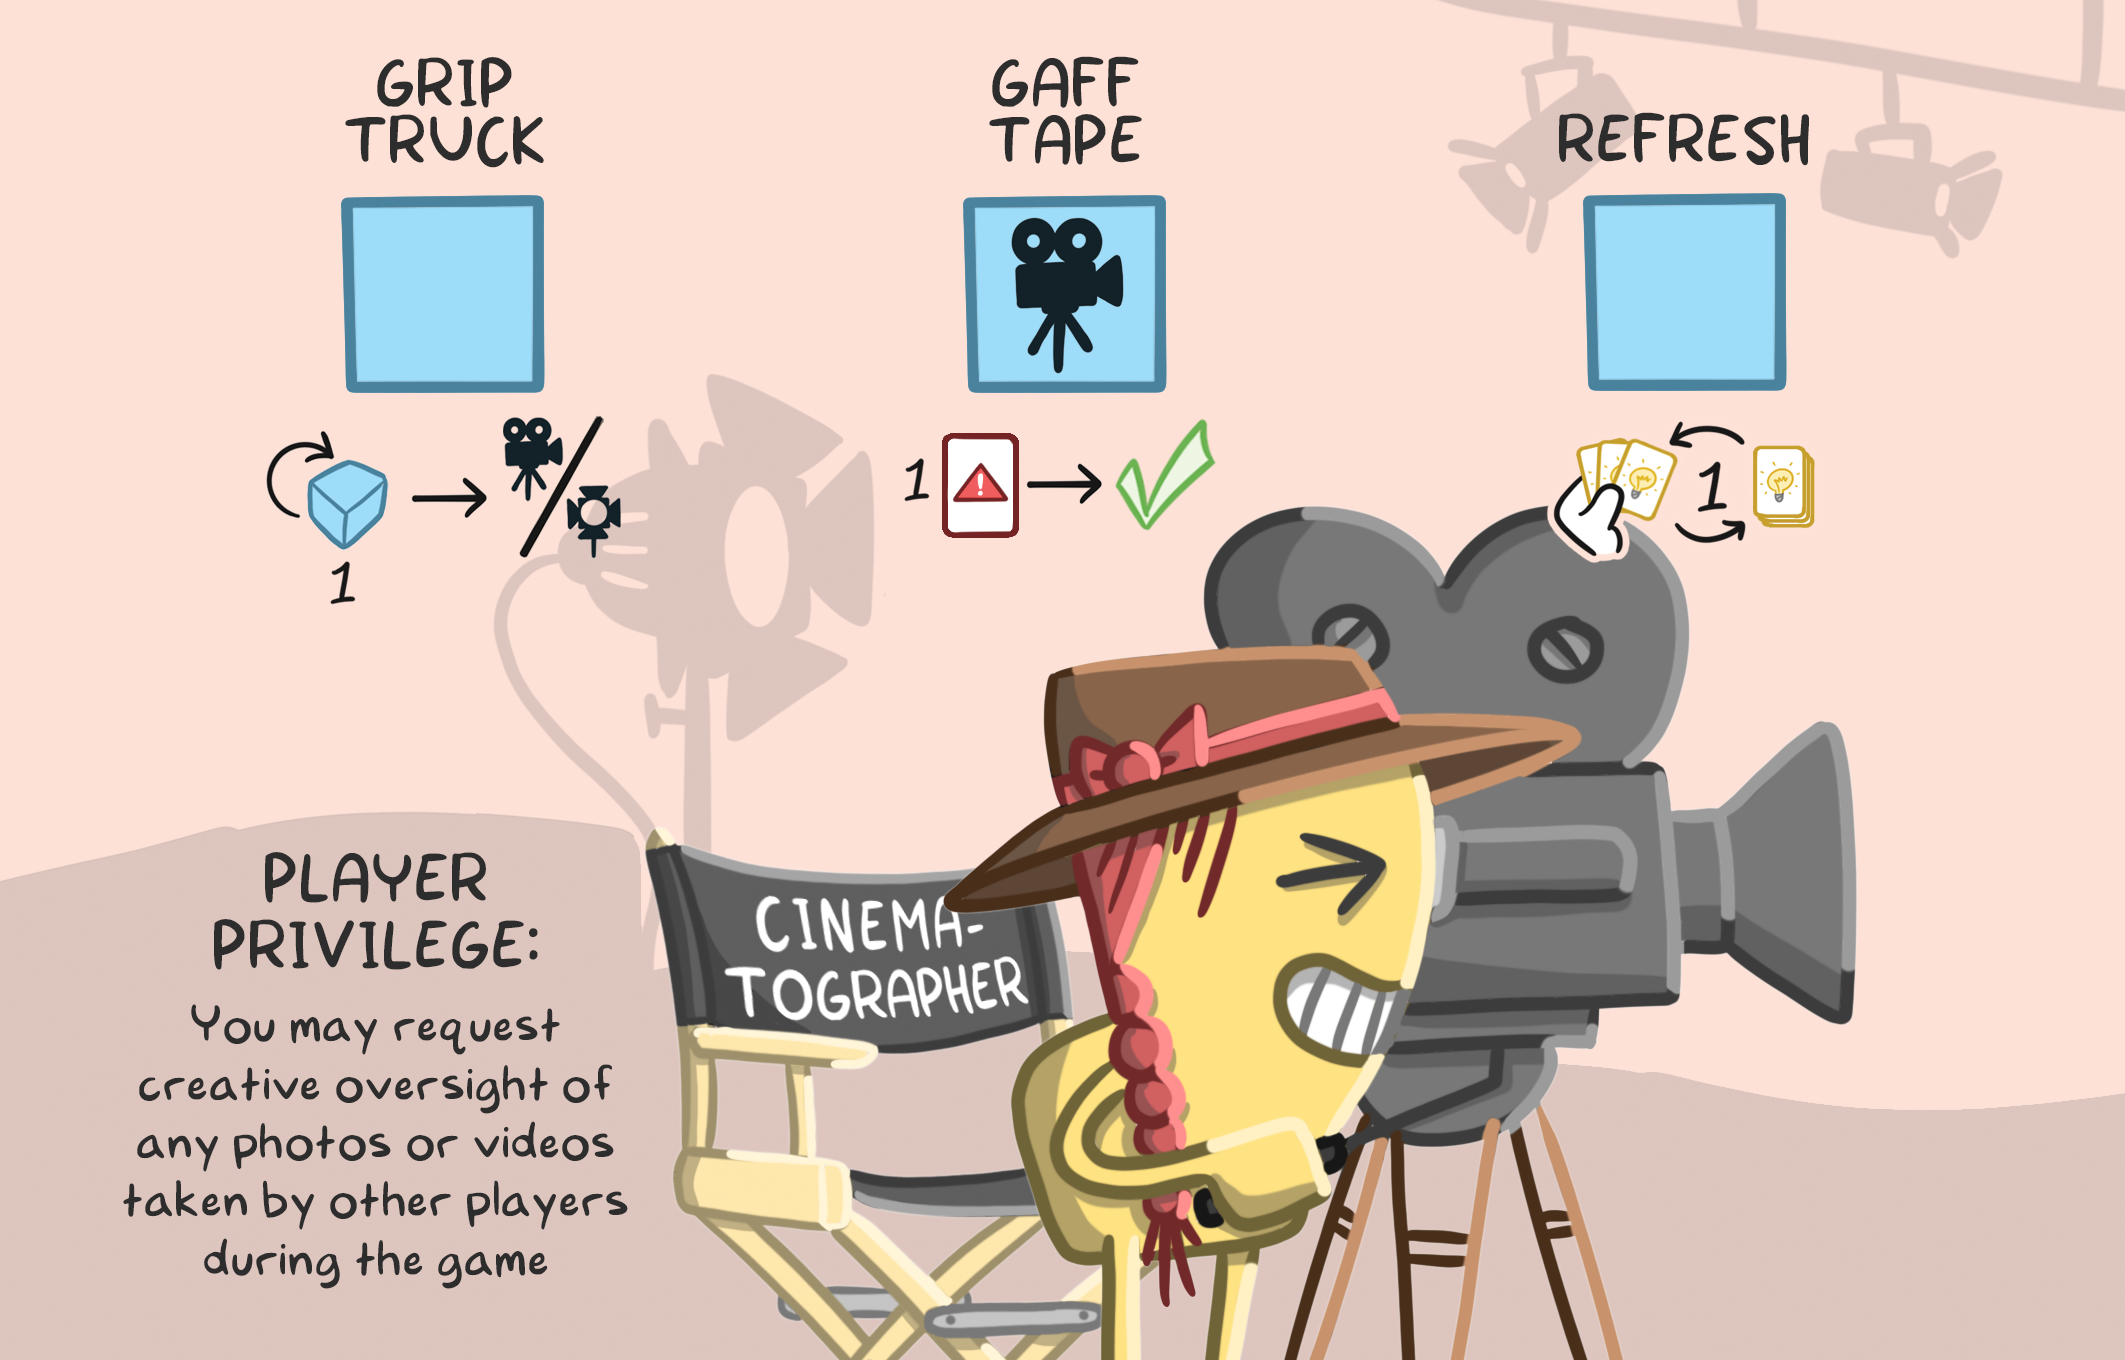 GRIP
TRUCK
GAFF
TAPE
REFRESH
1
1
!
1
PLAYER
PRIVILEGE:
You may request
creative oversight of
any photos or videos
taken by other players
during the game
CINEMA-
TOGRAPHER